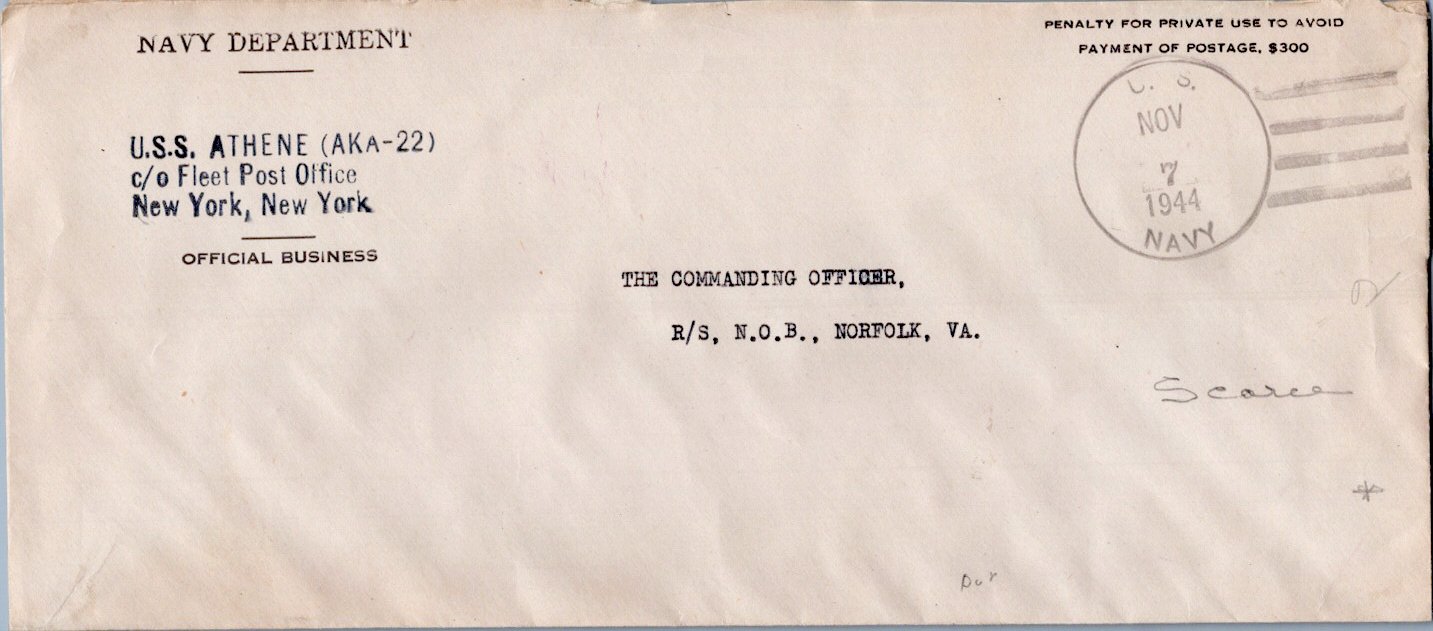 NAVY DEPARTMENT
U.S.S. ATHENE (AKA-22)
c/o Fleet Post Office
New York, New York
OFFICIAL BUSINESS
PENALTY FOR PRIVATE USE TO AVOID
PAYMENT OF POSTAGE, $300
U. S.
NOV
7
1944
NAVY
THE COMMANDING OFFICER,
R/S, N.O.B., NORFOLK, VA.
Scarce